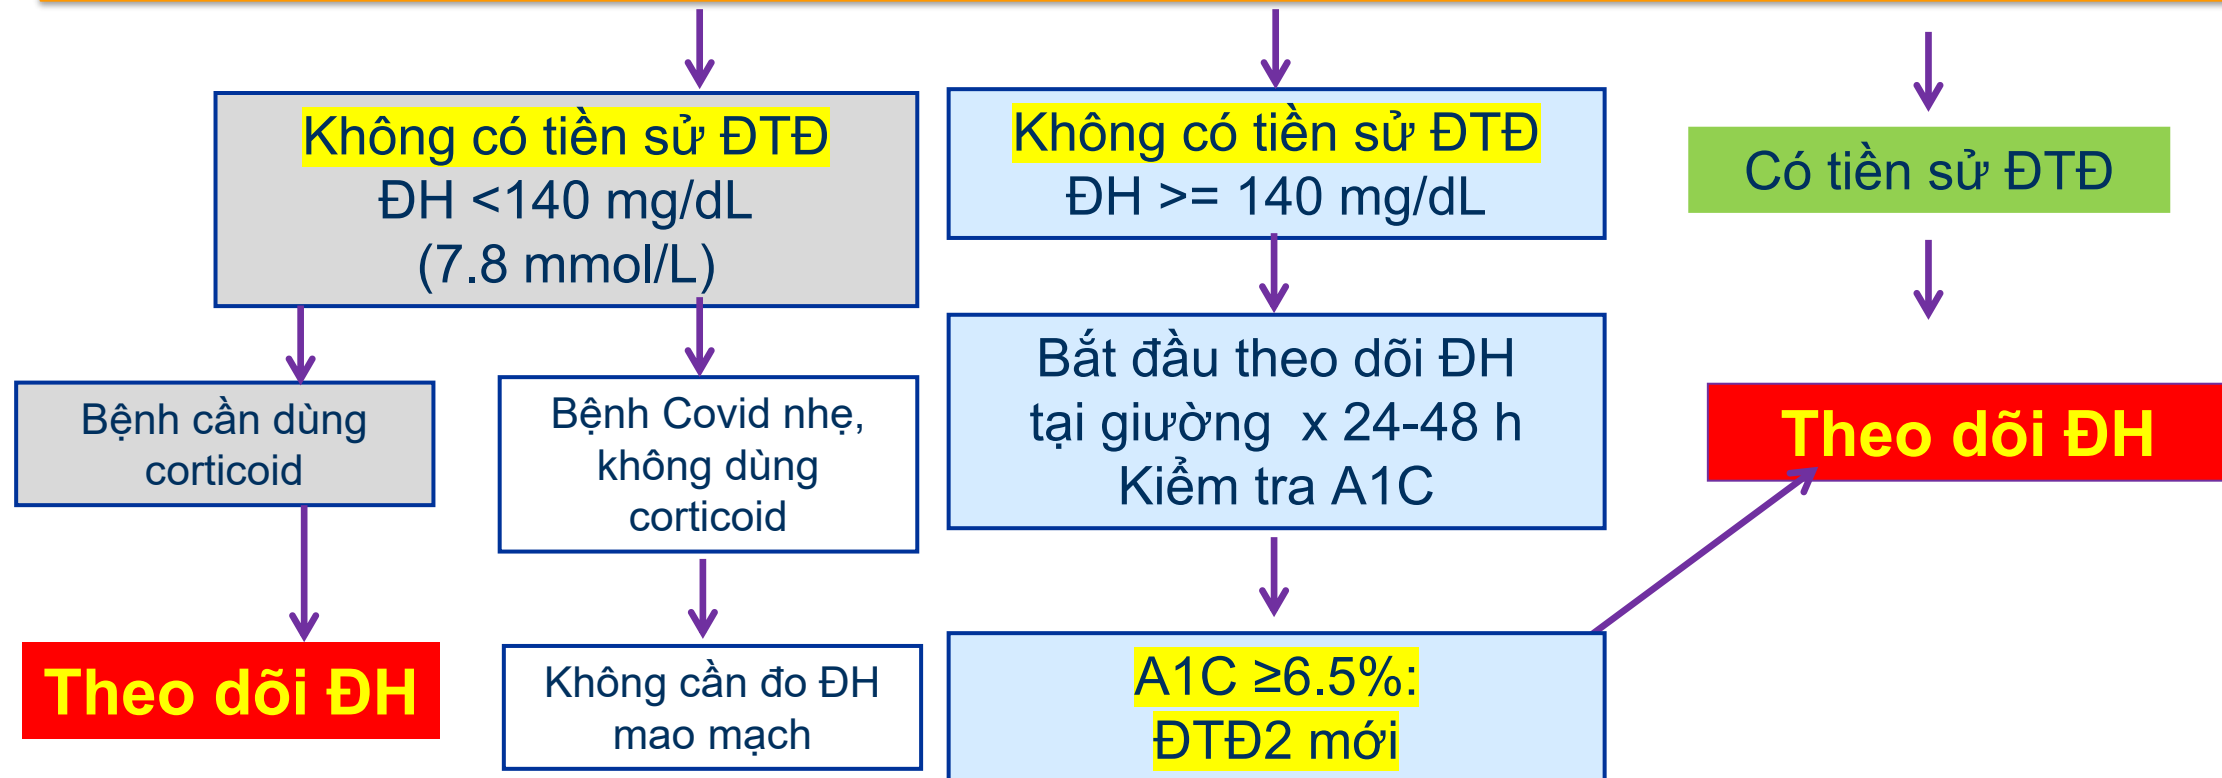 Không có tiền sử ĐTĐ
ĐH <140 mg/dL
(7.8 mmol/L)
Không có tiền sử ĐTĐ
ĐH >= 140 mg/dL
Có tiền sử ĐTĐ
Bệnh cần dùng
corticoid
Bệnh Covid nhẹ,
không dùng
corticoid
Bắt đầu theo dõi ĐH
tại giường x 24-48 h
Kiểm tra A1C
Theo dõi ĐH
Theo dõi ĐH
Không cần đo ĐH
mao mạch
A1C ≥6.5%:
ĐTĐ2 mới